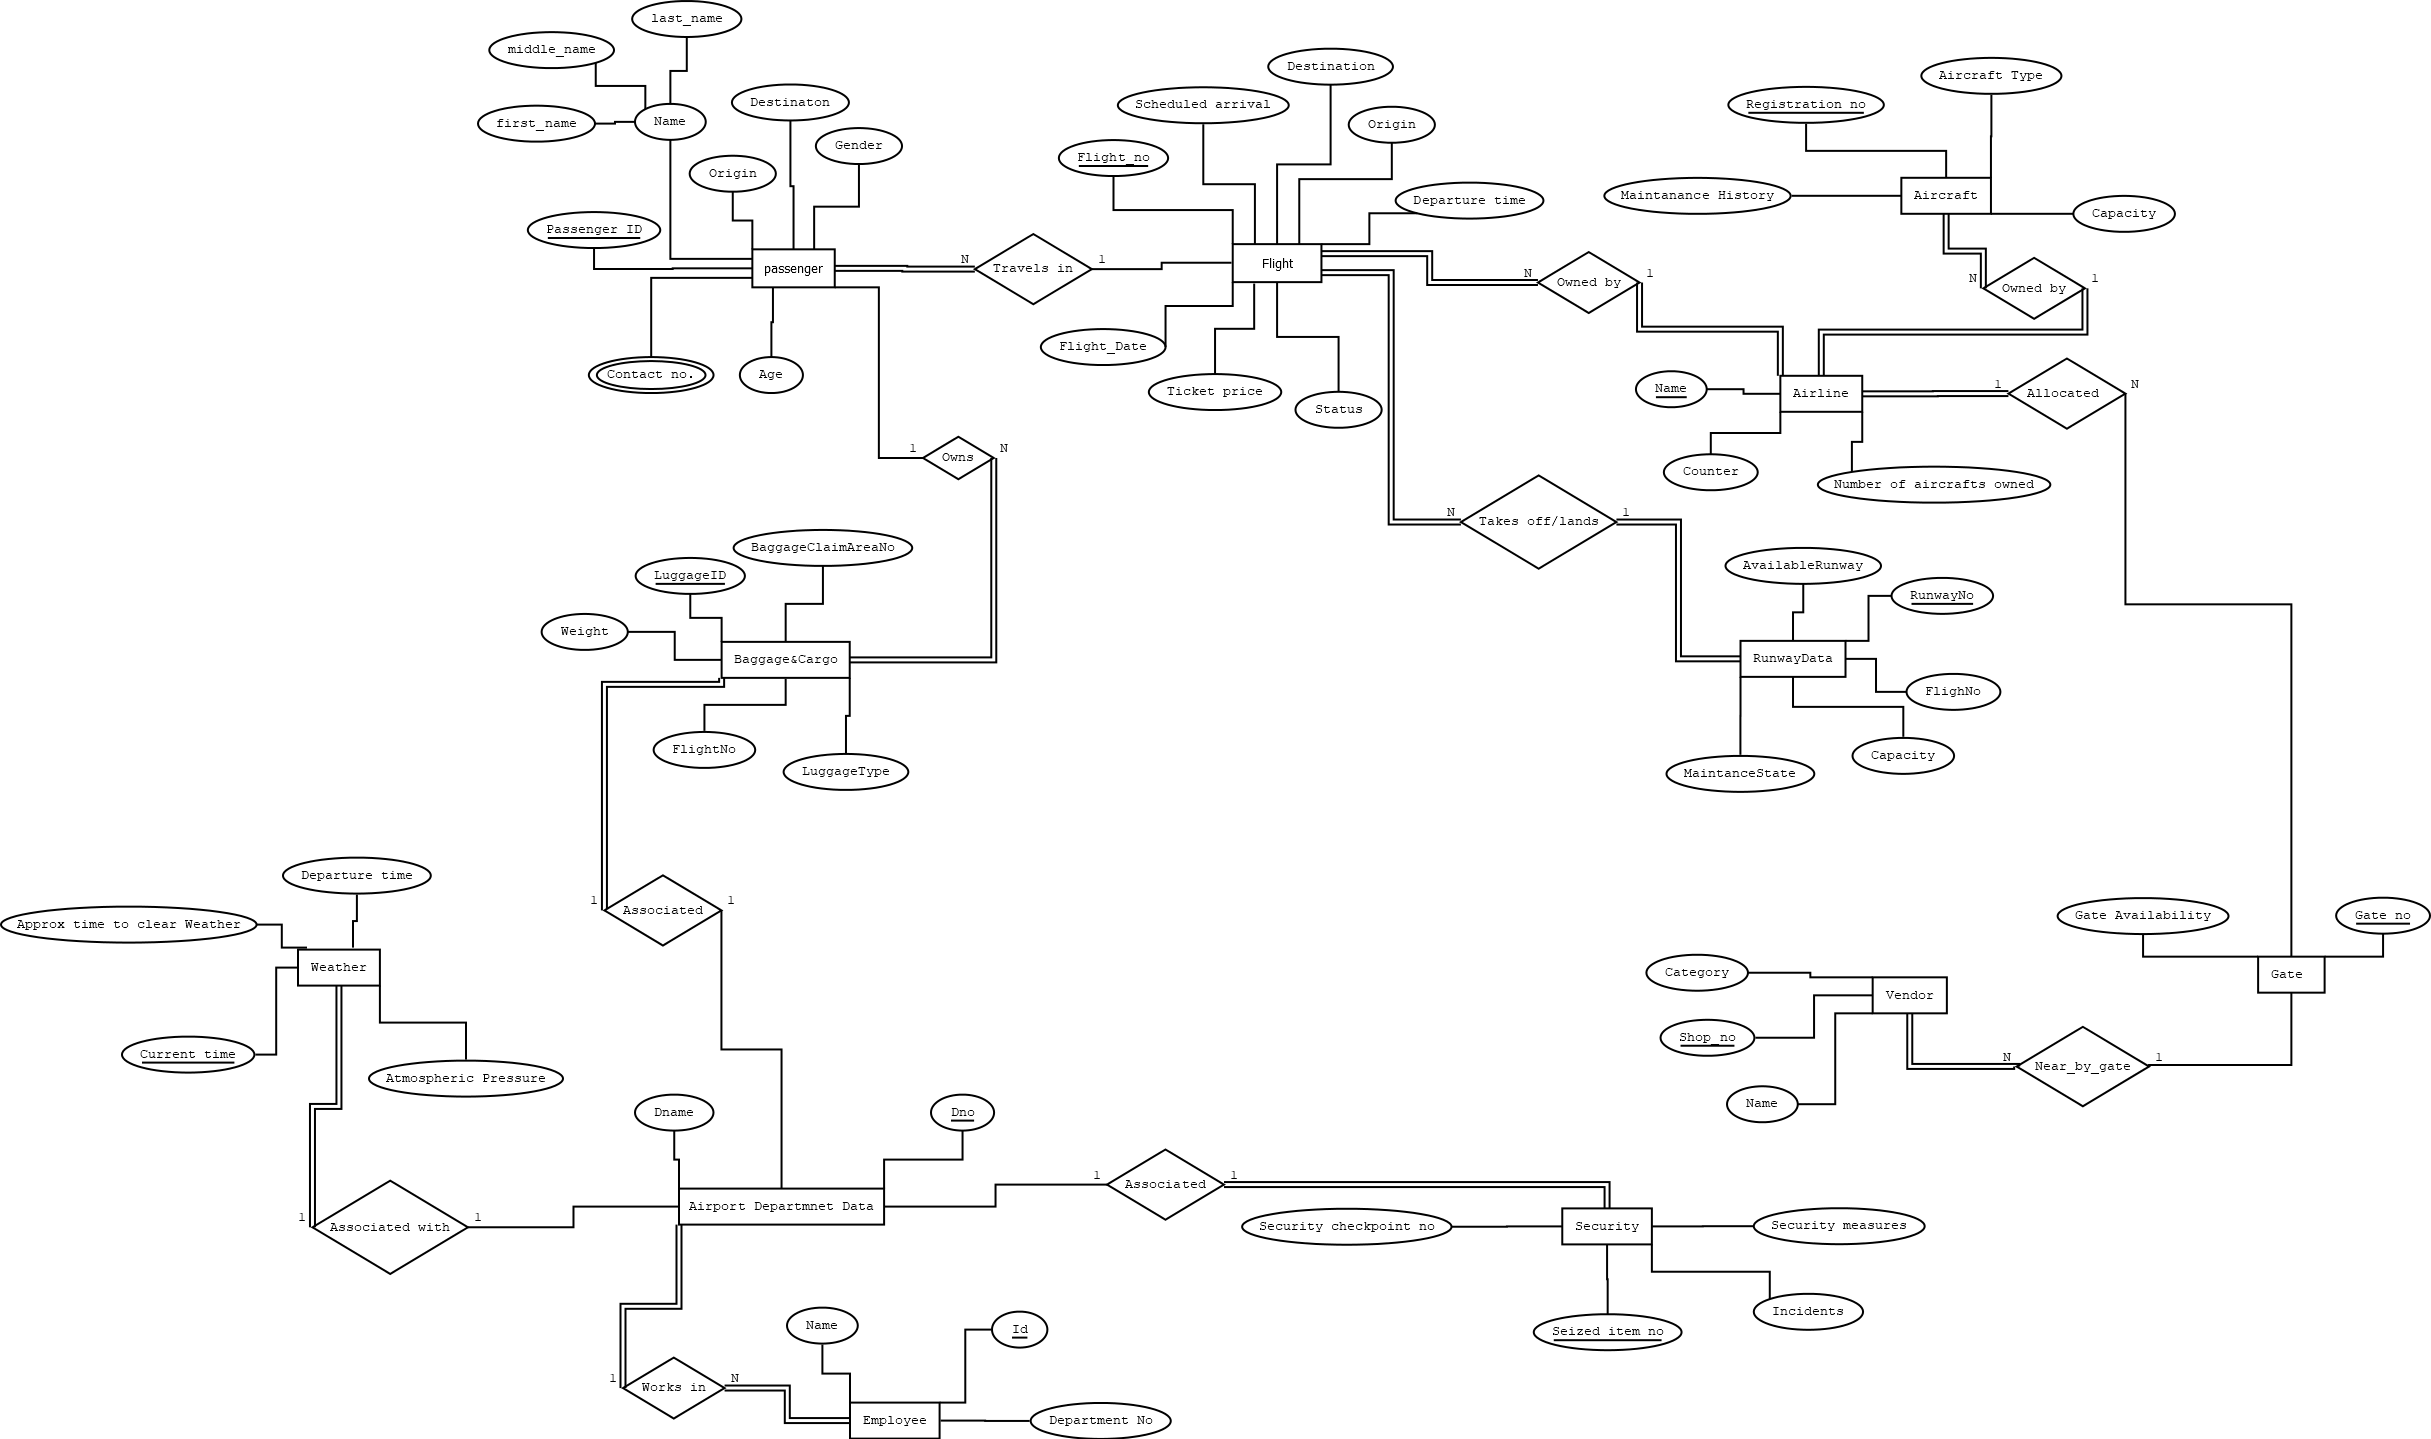 last_name
middle_name
first_name
Name
Destinaton
Gender
Origin
Passenger ID
passenger
Contact no.
Age
N
Travels in
1
Destination
Scheduled arrival
Origin
Flight_no
Departure time
Flight
Flight_Date
Ticket price
Status
Aircraft Type
Registration no
Maintanance History
Aircraft
Capacity
N
Owned by
1
N
Owned by
1
Name
Airline
Counter
Number of aircrafts owned
1
Allocated
N
1
Owns
N
N
Takes off/lands
1
BaggageClaimAreaNo
LuggageID
Weight
Baggage&Cargo
FlightNo
LuggageType
AvailableRunway
RunwayNo
RunwayData
FlighNo
Capacity
MaintanceState
Departure time
Approx time to clear Weather
Weather
Current time
Atmospheric Pressure
1
Associated
1
Gate Availability
Gate no
Gate
Category
Vendor
Shop_no
Name
N
Near_by_gate
1
Dname
Dno
Airport Departmnet Data
1
Associated with
1
1
Associated
1
Security checkpoint no
Security
Security measures
Incidents
Seized item no
1
Works in
N
Name
Id
Employee
Department No